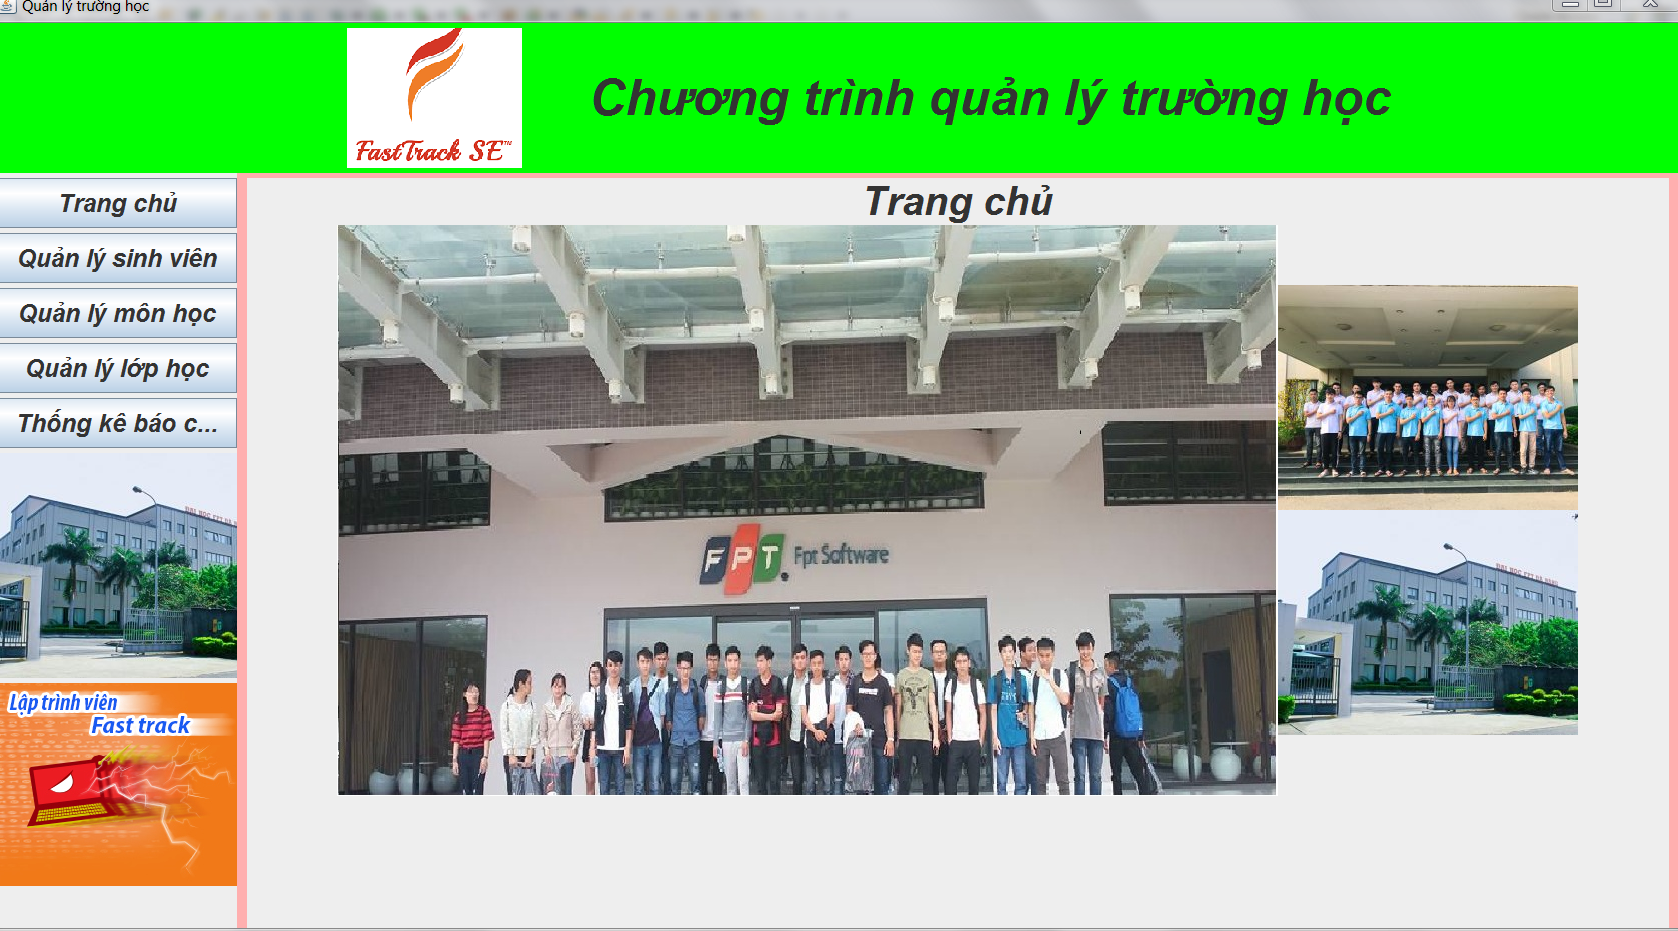 Quản lý trường học
FastTrack SE™
Chương trình quản lý trường học
Trang chủ
Quản lý sinh viên
Quản lý môn học
Quản lý lớp học
Thống kê báo c...
Lập trình viên
Fast track
Trang chủ
FPT Fpt Software